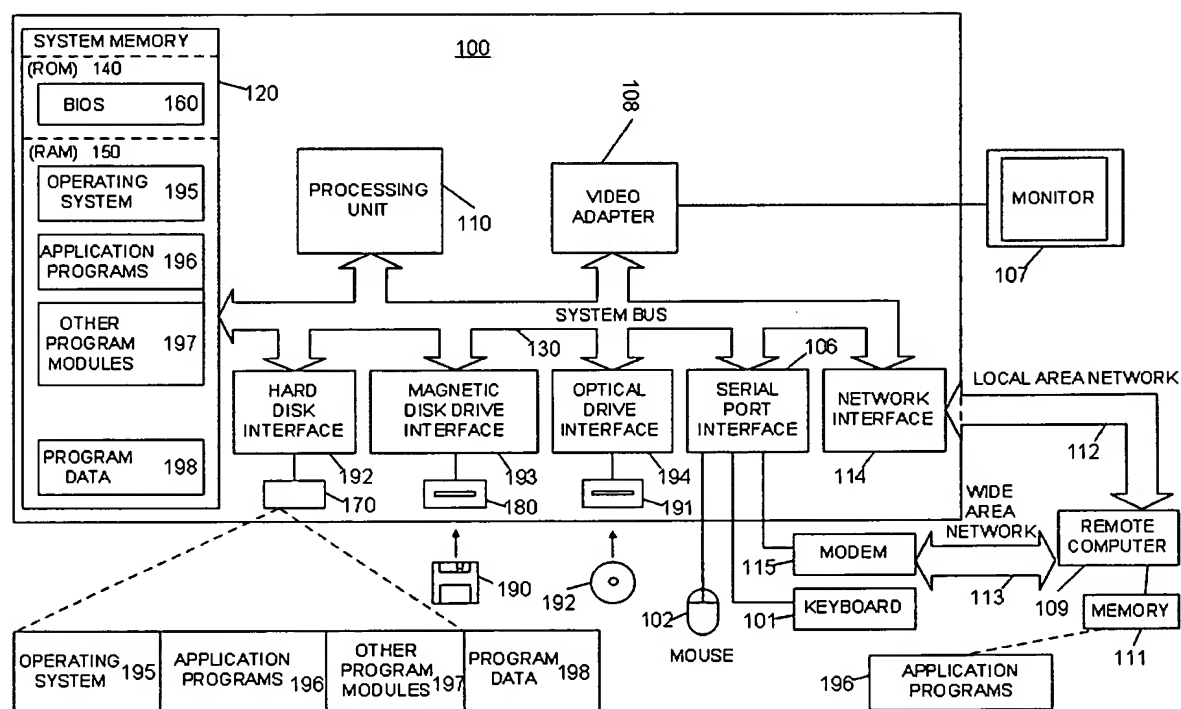 SYSTEM MEMORY
(ROM) 140
BIOS 160
120
(RAM) 150
OPERATING SYSTEM 195
APPLICATION PROGRAMS 196
OTHER PROGRAM MODULES 197
PROGRAM DATA 198
100
PROCESSING UNIT
110
108
VIDEO ADAPTER
MONITOR
107
SYSTEM BUS
130
106
HARD DISK INTERFACE
192
MAGNETIC DISK DRIVE INTERFACE
193
OPTICAL DRIVE INTERFACE
194
SERIAL PORT INTERFACE
NETWORK INTERFACE
114
LOCAL AREA NETWORK
112
170
180
191
190
192
102
MOUSE
MODEM
115
KEYBOARD
101
WIDE AREA NETWORK
113
REMOTE COMPUTER
109
MEMORY
111
196 APPLICATION PROGRAMS
OPERATING SYSTEM 195
APPLICATION PROGRAMS 196
OTHER PROGRAM MODULES 197
PROGRAM DATA 198